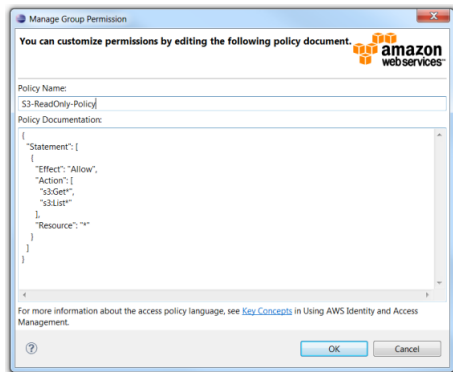 Manage Group Permission
You can customize permissions by editing the following policy document.
amazon
webservices™
Policy Name:
S3-ReadOnly-Policy
Policy Documentation:
{
  "Statement": [
    {
      "Effect": "Allow",
      "Action": [
        "s3:Get*",
        "s3:List*"
      ],
      "Resource": "*"
    }
  ]
}
For more information about the access policy language, see Key Concepts in Using AWS Identity and Access
Management.
?
OK
Cancel